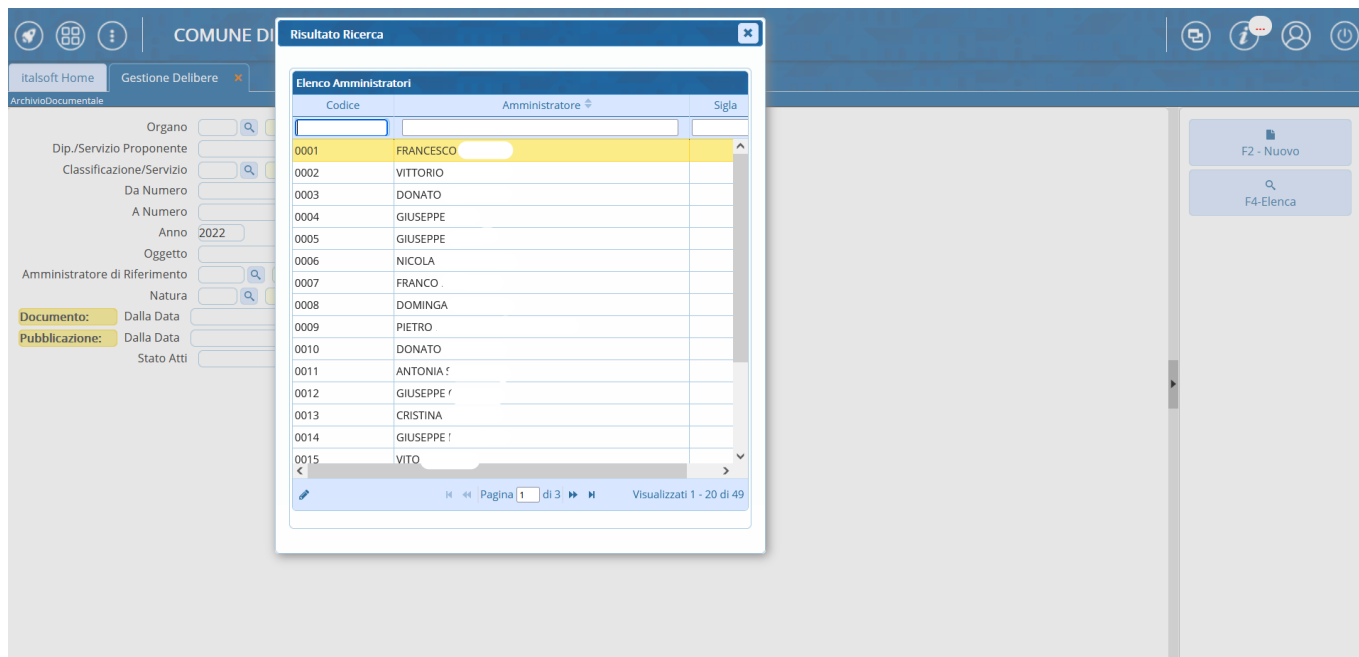 COMUNE DI
italsoft Home
Gestione Delibere ×
ArchivioDocumentale
Organo
Dip./Servizio Proponente
Classificazione/Servizio
Da Numero
A Numero
Anno 2022
Oggetto
Amministratore di Riferimento
Natura
Documento: Dalla Data
Pubblicazione: Dalla Data
Stato Atti
Risultato Ricerca
Elenco Amministratori
Codice Amministratore Sigla
0001 FRANCESCO
0002 VITTORIO
0003 DONATO
0004 GIUSEPPE
0005 GIUSEPPE
0006 NICOLA
0007 FRANCO
0008 DOMINGA
0009 PIETRO
0010 DONATO
0011 ANTONIA
0012 GIUSEPPE
0013 CRISTINA
0014 GIUSEPPE
0015 VITO
Pagina 1 di 3 Visualizzati 1 - 20 di 49
F2 - Nuovo
F4-Elenca